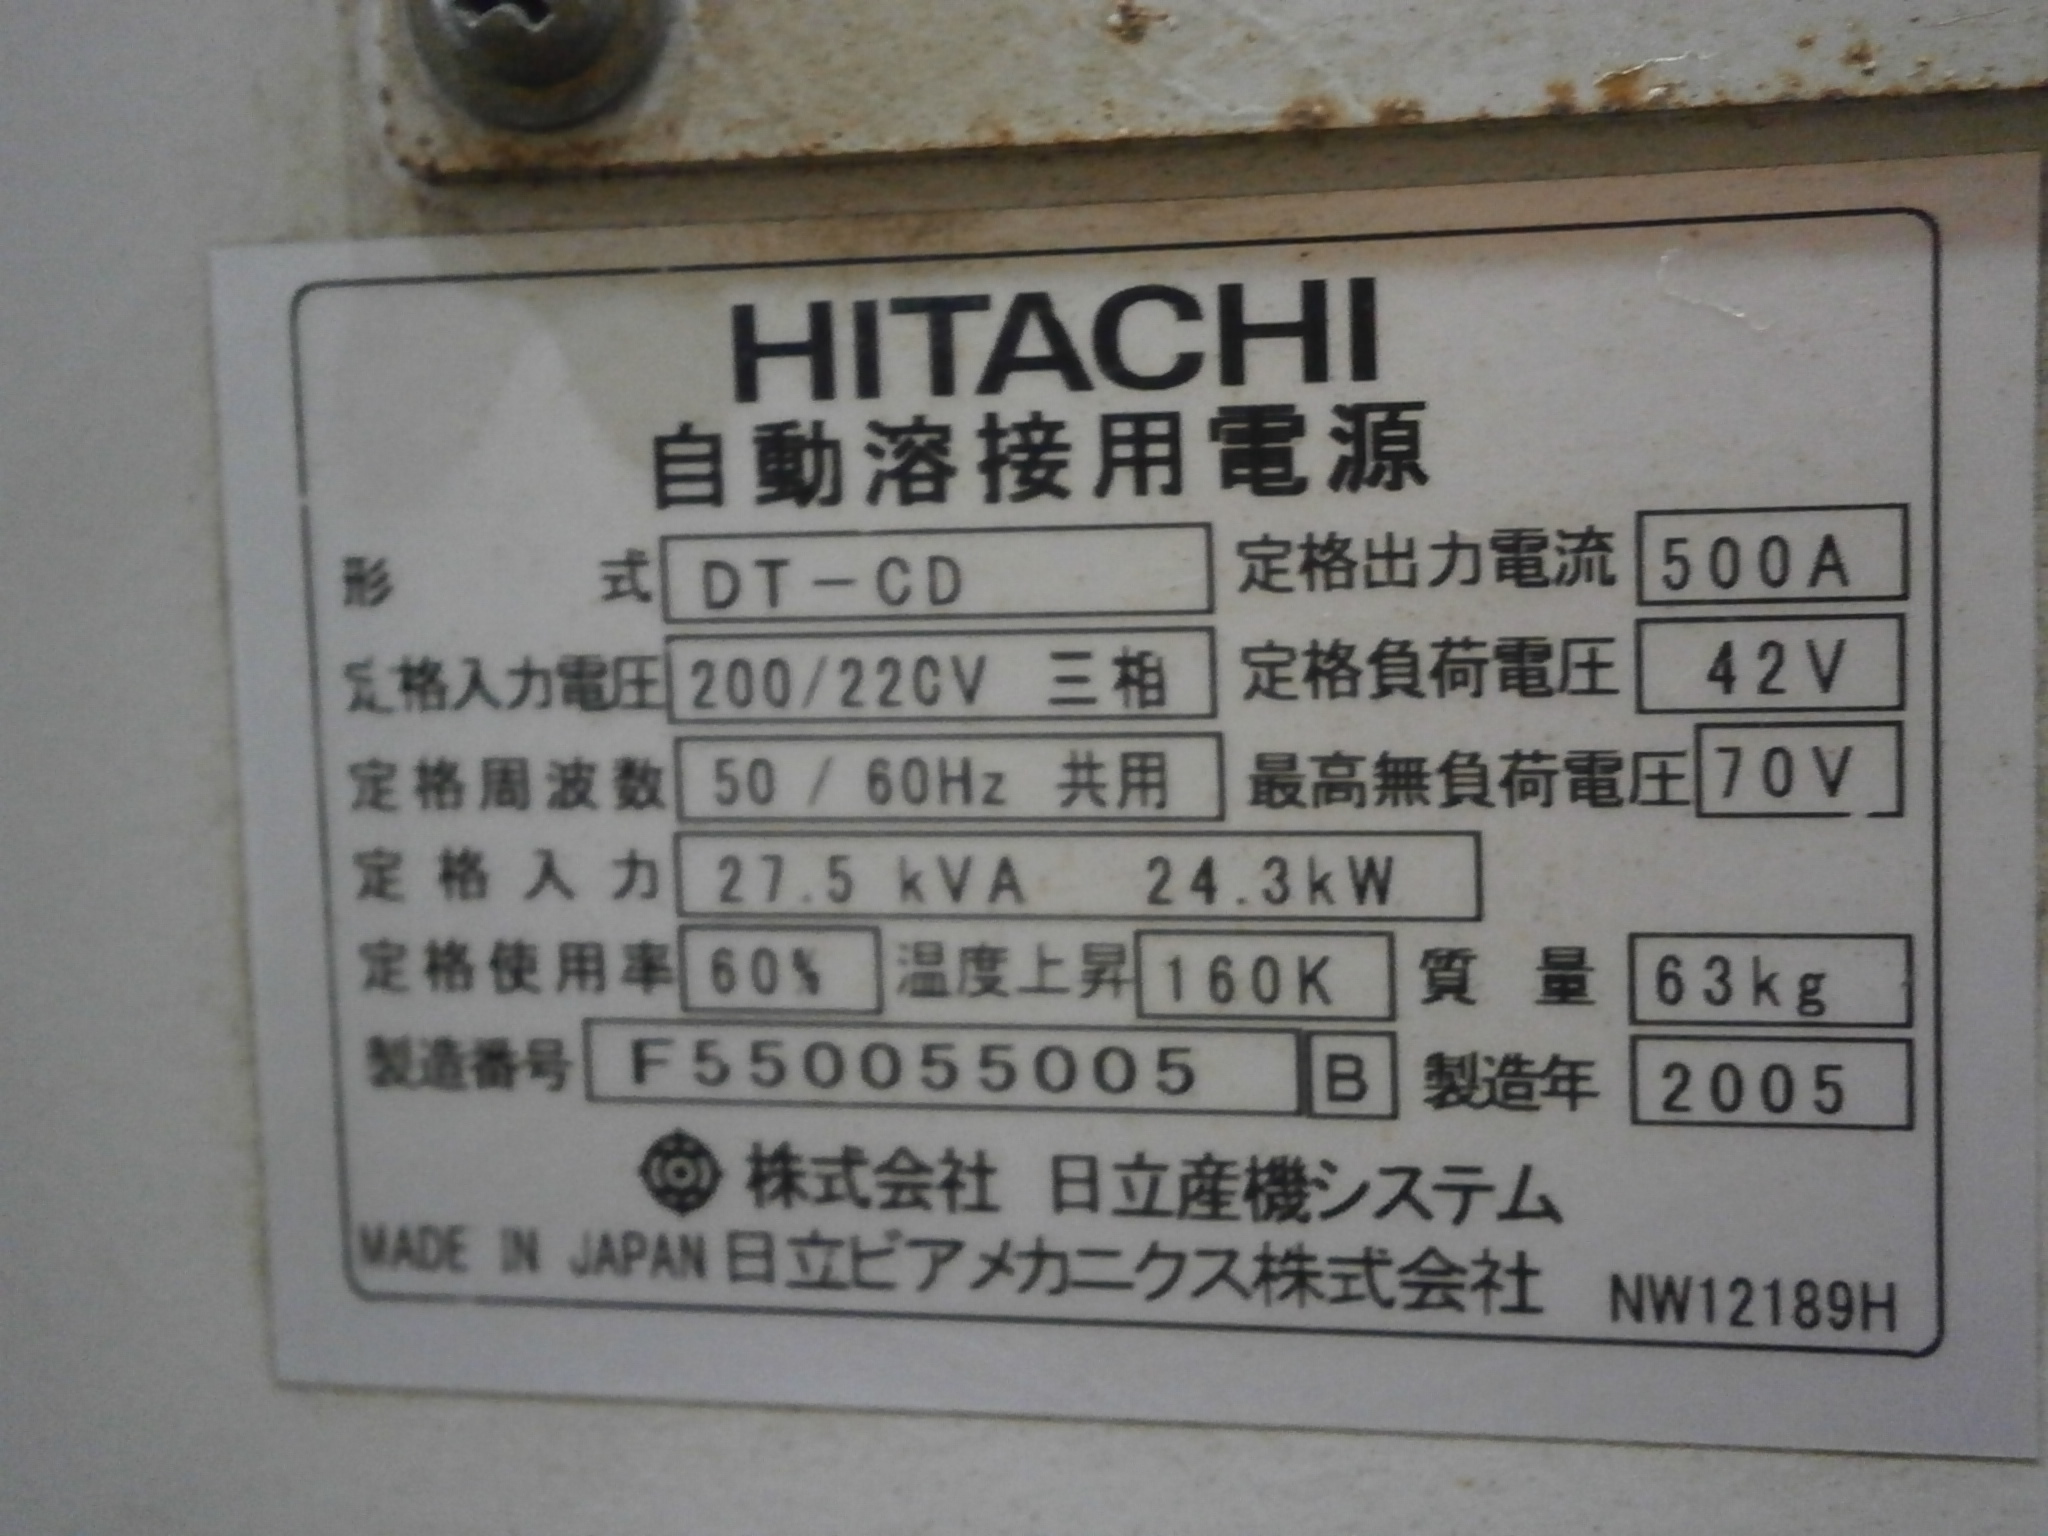 HITACHI
自動溶接用電源
形式 DT-CD 定格出力電流 500A
定格入力電圧 200/220V 三相 定格負荷電圧 42V
定格周波数 50 / 60Hz 共用 最高無負荷電圧 70V
定格入力 27.5 kVA 24.3kW
定格使用率 60% 温度上昇 160K 質量 63kg
製造番号 F550055005 B 製造年 2005
株式会社 日立産機システム
MADE IN JAPAN 日立ビアメカニクス株式会社 NW12189H